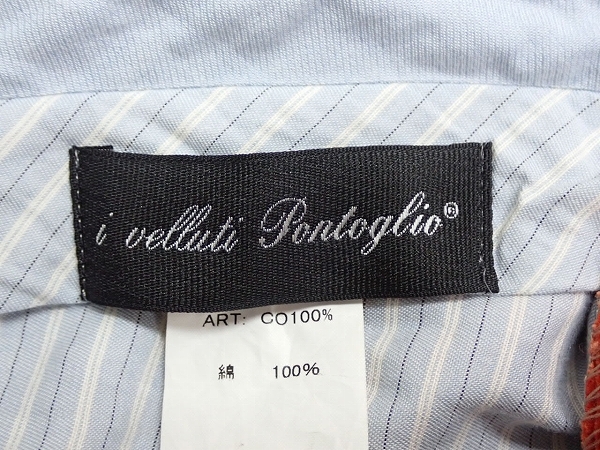 i velluti Pontoglio®
ART: CO100%
綿 100%